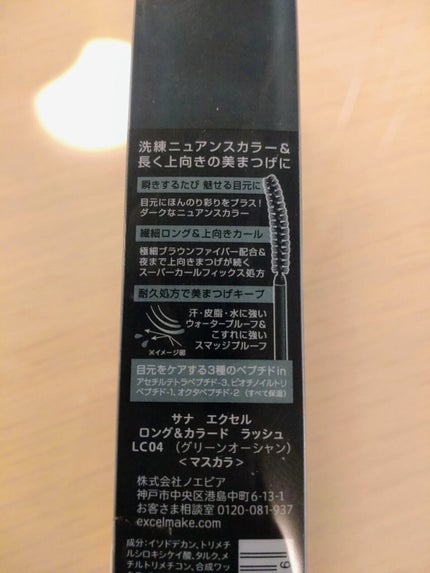 洗練ニュアンスカラー&
長く上向きの美まつげに
瞬きするたび 魅せる目元に
目元にほんのり彩りをプラス!
ダークなニュアンスカラー
繊細ロング&上向きカール
極細ブラウンファイバー配合&
夜まで上向きまつげが続く
スーパーカールフィックス処方
耐久処方で美まつげキープ
汗・皮脂・水に強い
ウォータープルーフ&
こすれに強い
スマッジプルーフ
※イメージ図
目元をケアする3種のペプチドin
アセチルテトラペプチド-3、ビオチノイルトリ
ペプチド-1、オクタペプチド-2 (すべて保湿)
サナ エクセル
ロング&カラード ラッシュ
LC04 (グリーンオーシャン)
<マスカラ>
株式会社ノエビア
神戸市中央区港島中町6-13-1
お客さま相談室 0120-081-937
excelmake.com
成分:イソドデカン、トリメチ
ルシロキシケイ酸、タルク、メ
チルトリメチコン、合成ワッ